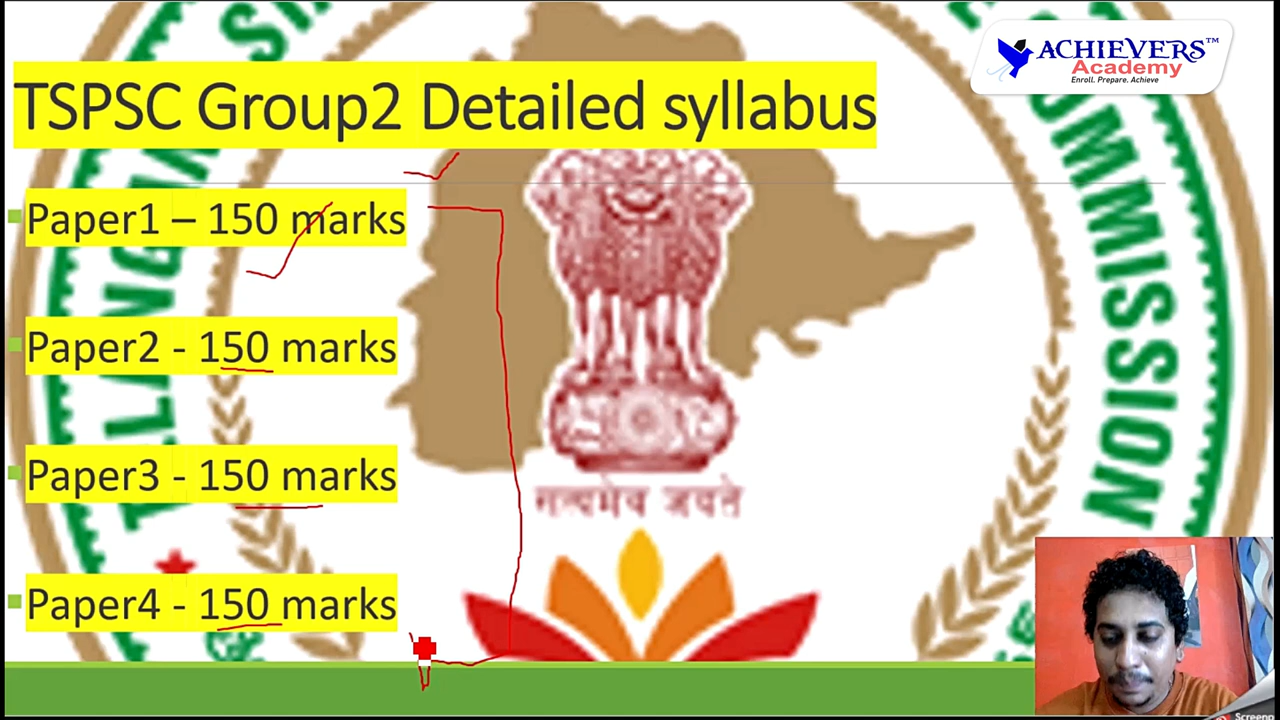 ACHIEVERS™
Academy
Enroll. Prepare. Achieve
TSPSC Group2 Detailed syllabus
Paper1 – 150 marks
Paper2 - 150 marks
Paper3 - 150 marks
Paper4 - 150 marks
सत्यमेव जयते